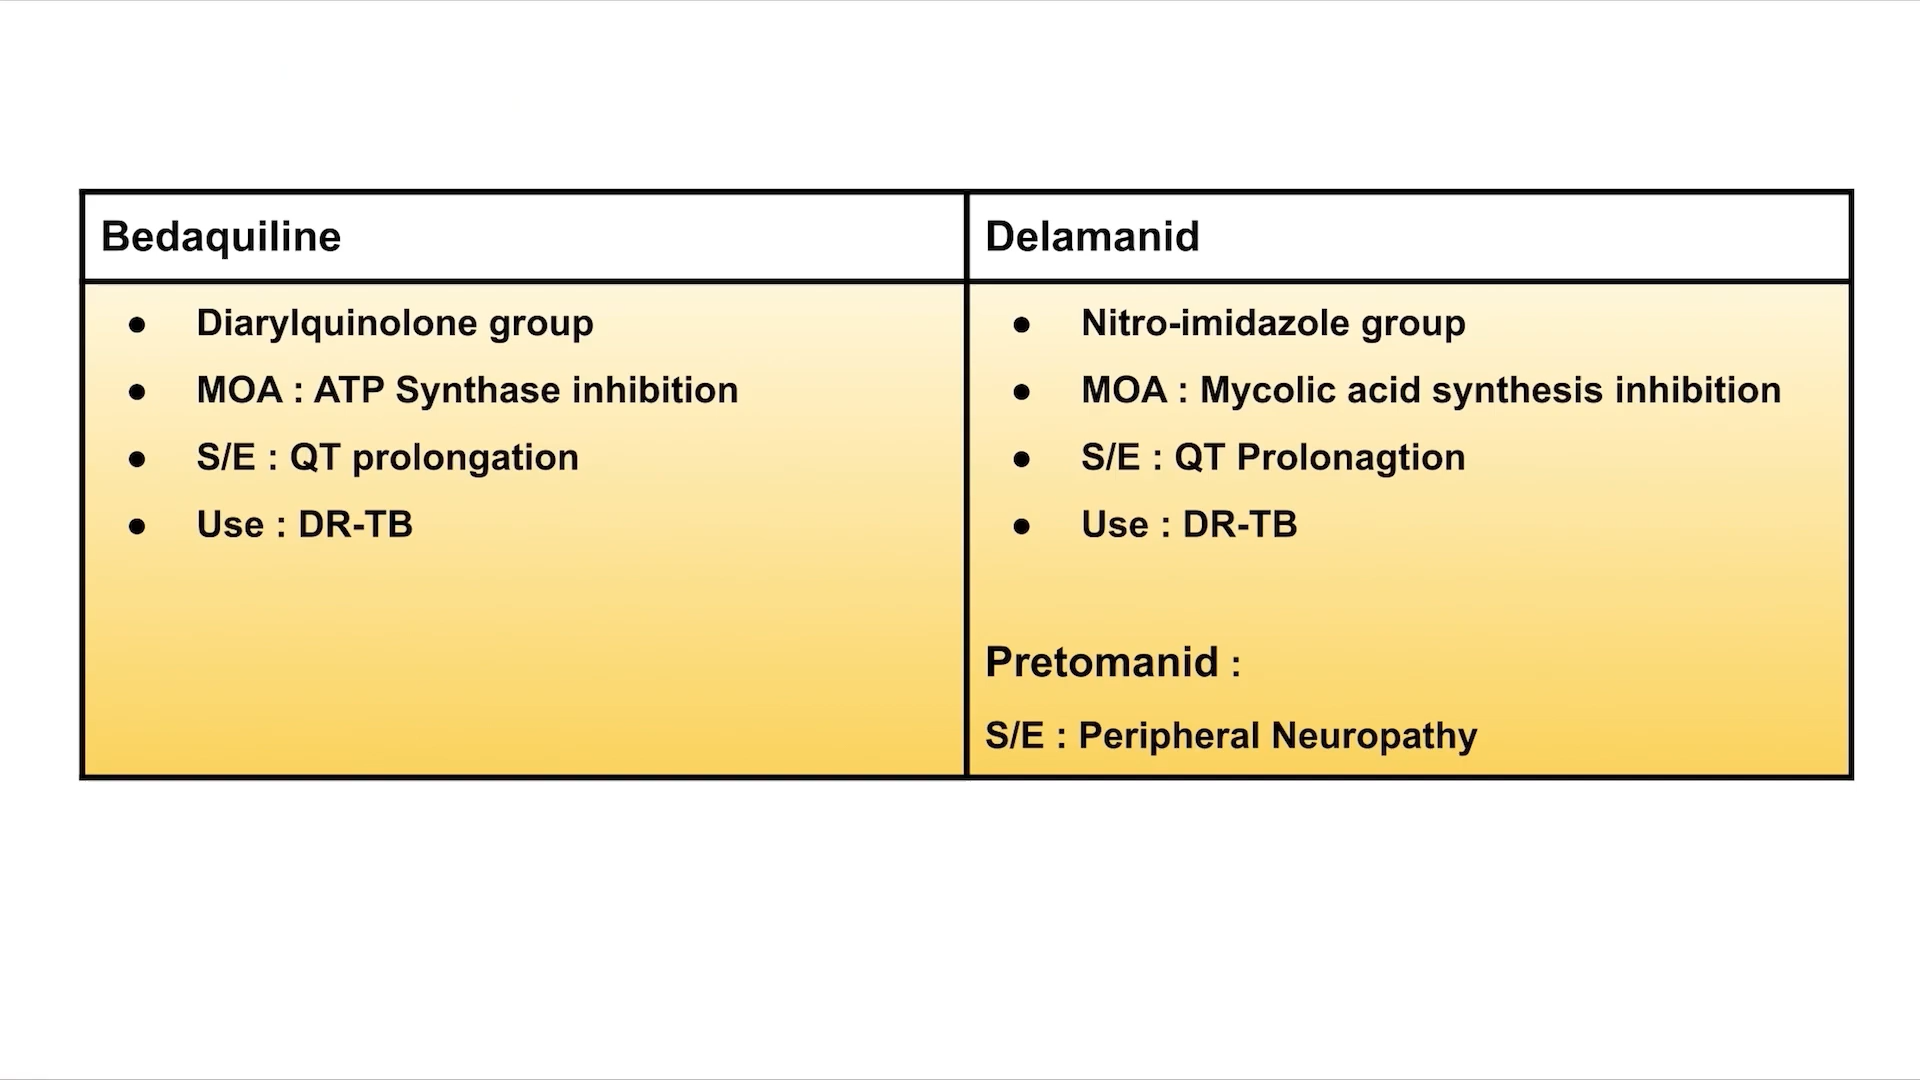 Bedaquiline
● Diarylquinolone group
● MOA : ATP Synthase inhibition
● S/E : QT prolongation
● Use : DR-TB
Delamanid
● Nitro-imidazole group
● MOA : Mycolic acid synthesis inhibition
● S/E : QT Prolonagtion
● Use : DR-TB
Pretomanid :
S/E : Peripheral Neuropathy